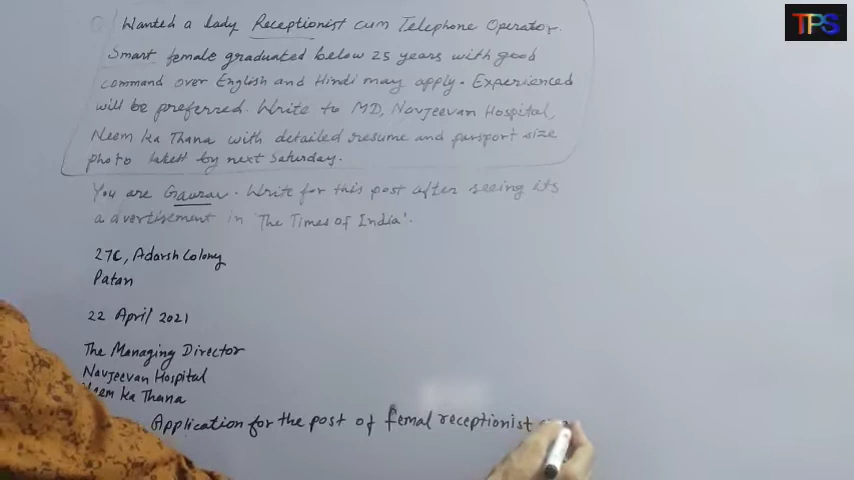 TPS
Wanted a lady Receptionist cum Telephone Operator.
Smart female graduated below 25 years with good
command over English and Hindi may apply. Experienced
will be preferred. Write to MD, Navjeevan Hospital,
Neem Ka Thana with detailed resume and passport size
photo latest by next Saturday.
You are Gaurav. Write for this post after seeing its
advertisement in 'The Times of India'.
27C, Adarsh Colony
Patan
22 April 2021
The Managing Director
Navjeevan Hospital
Neem Ka Thana
Application for the post of femal receptionist